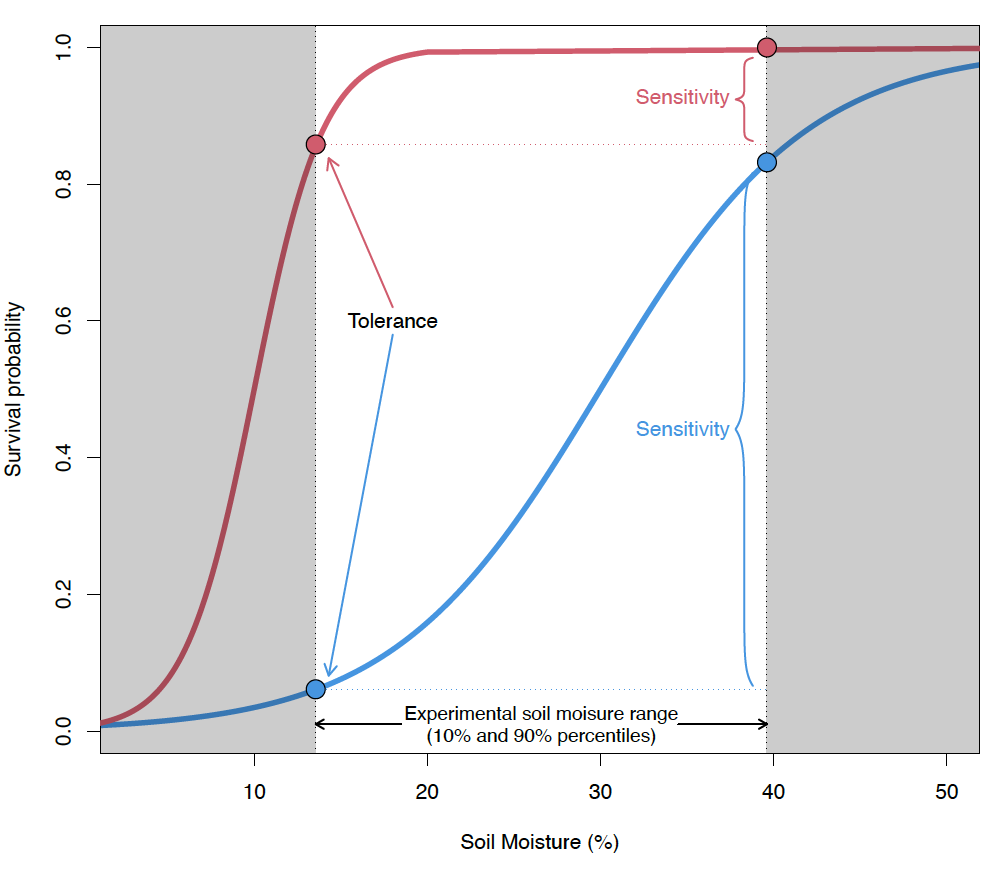 1.0
0.8
0.6
0.4
0.2
0.0
Survival probability
Sensitivity
Tolerance
Sensitivity
Experimental soil moisure range
(10% and 90% percentiles)
10
20
30
40
50
Soil Moisture (%)